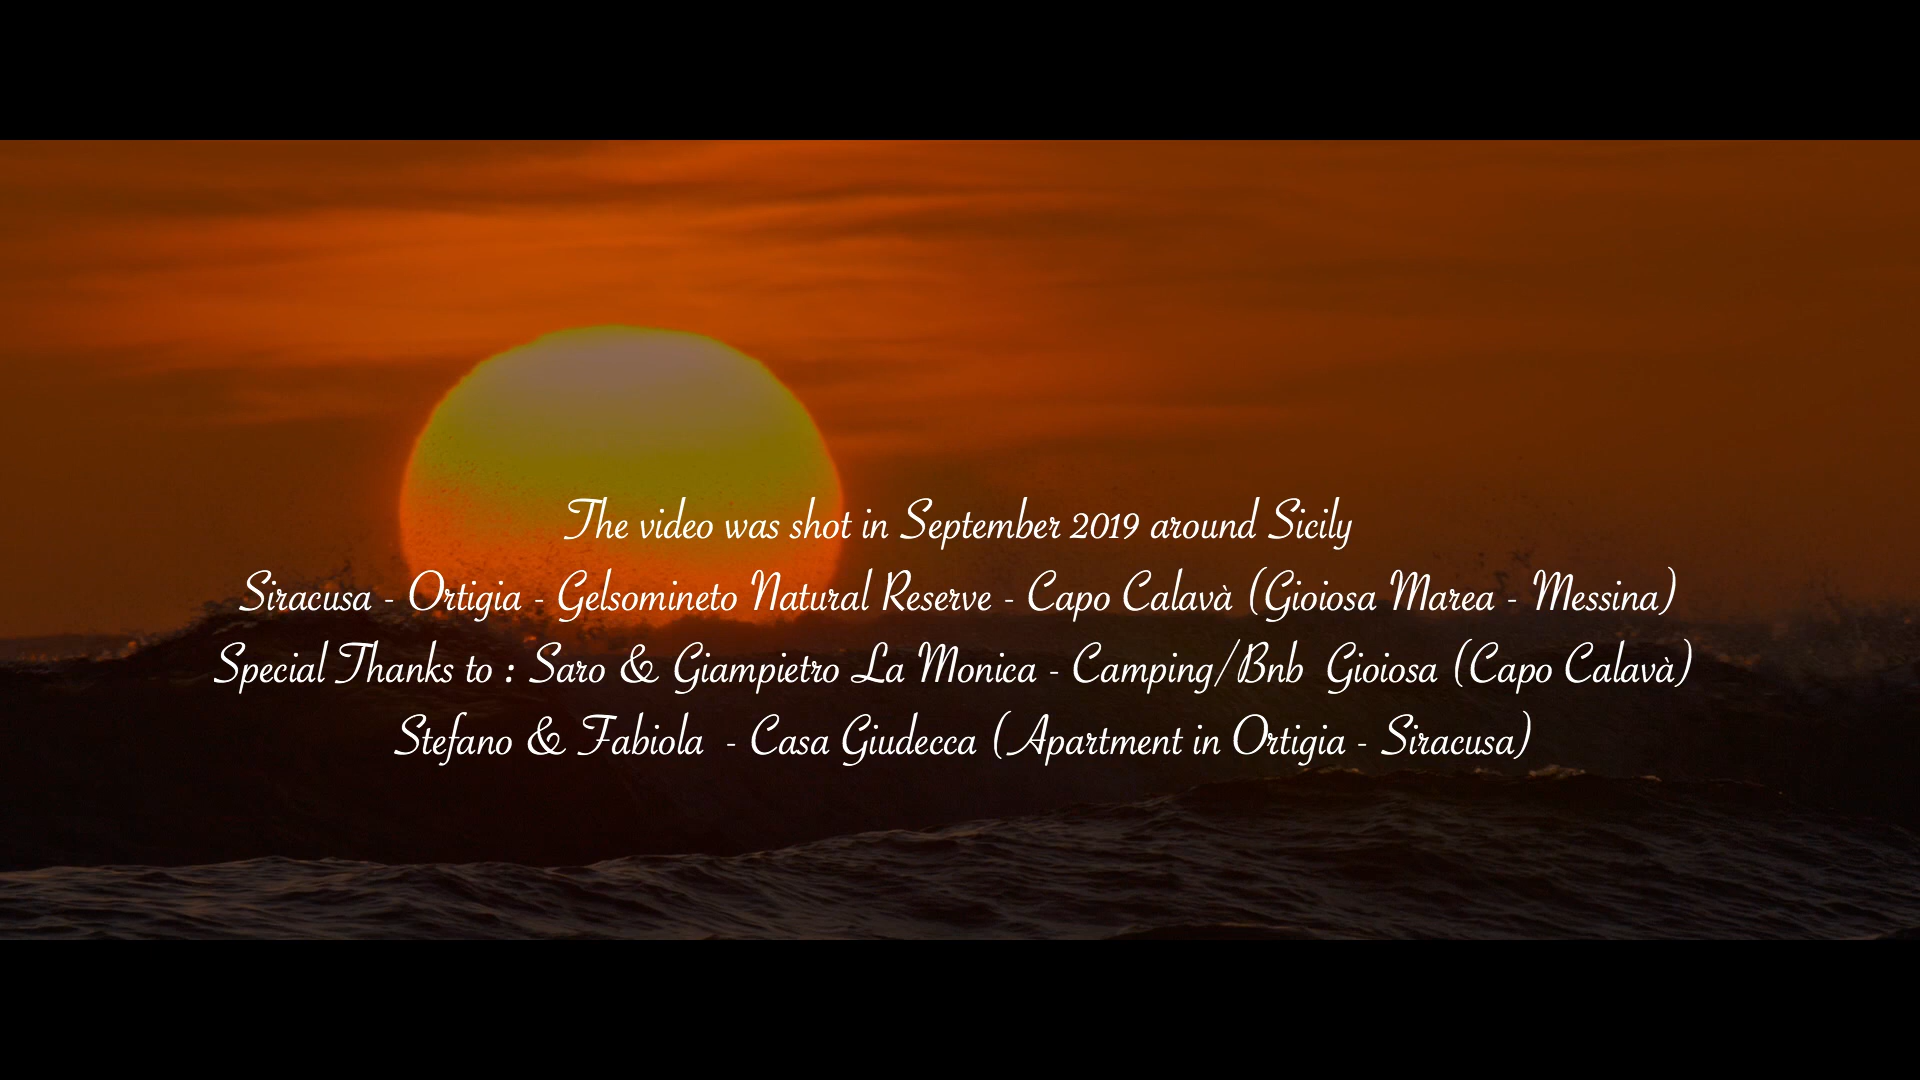 The video was shot in September 2019 around Sicily
Siracusa - Ortigia - Gelsomineto Natural Reserve - Capo Calavà (Gioiosa Marea - Messina)
Special Thanks to : Saro & Giampietro La Monica - Camping/Bnb  Gioiosa (Capo Calavà)
Stefano & Fabiola  - Casa Giudecca (Apartment in Ortigia - Siracusa)